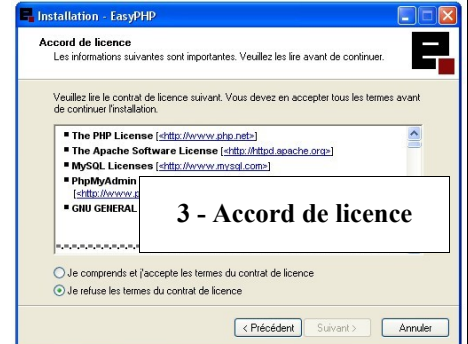 Installation - EasyPHP
Accord de licence
Les informations suivantes sont importantes. Veuillez les lire avant de continuer.
Veuillez lire le contrat de licence suivant. Vous devez en accepter tous les termes avant
de continuer l'installation.
The PHP License [<http://www.php.net>]
The Apache Software License [<http://httpd.apache.org>]
MySQL Licenses [<http://www.mysql.com>]
PhpMyAdmin
[<http://www.p
GNU GENERAL
3 - Accord de licence
Je comprends et j'accepte les termes du contrat de licence
Je refuse les termes du contrat de licence
< Précédent
Suivant >
Annuler